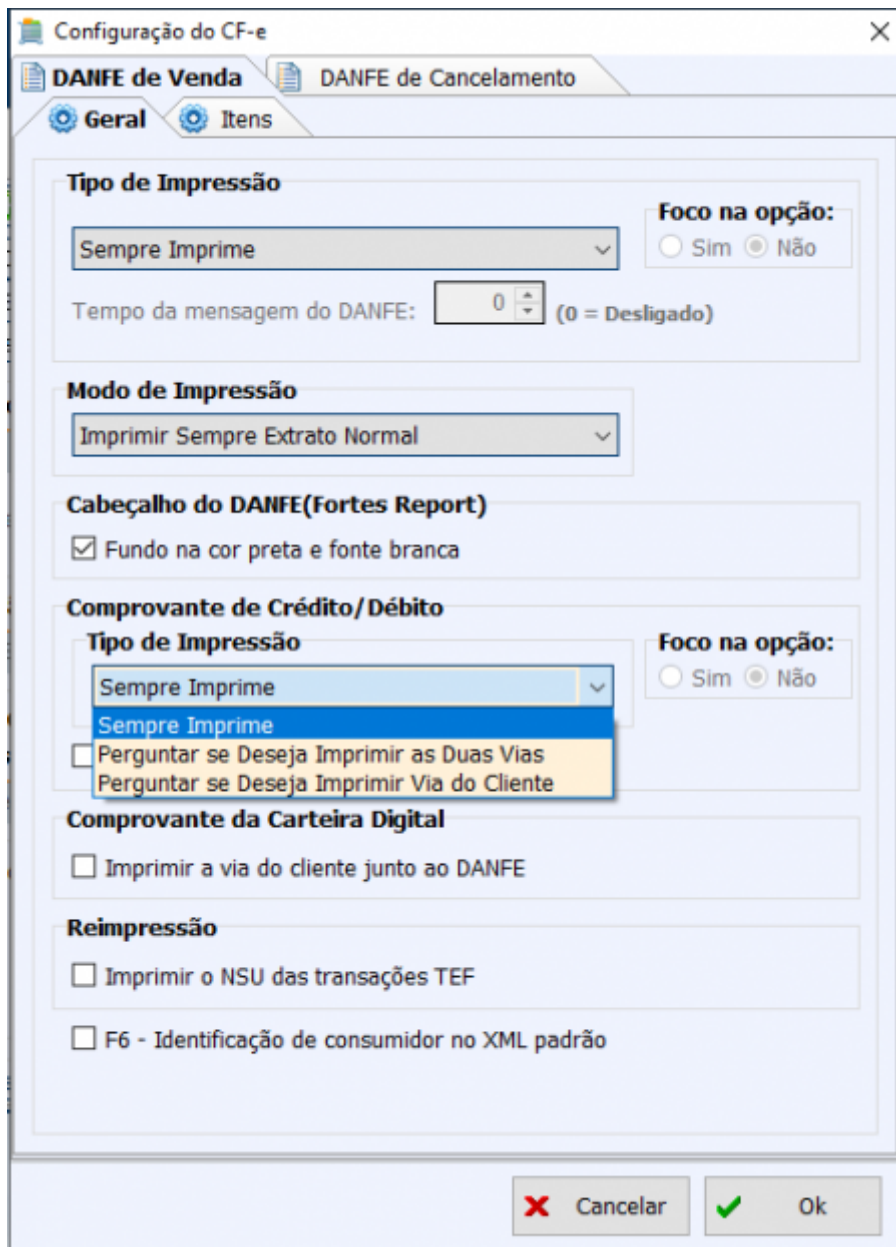 Configuração do CF-e
DANFE de Venda
DANFE de Cancelamento
Geral
Itens
Tipo de Impressão
Sempre Imprime
Foco na opção:
Sim
Não
Tempo da mensagem do DANFE:
0
(0 = Desligado)
Modo de Impressão
Imprimir Sempre Extrato Normal
Cabeçalho do DANFE(Fortes Report)
Fundo na cor preta e fonte branca
Comprovante de Crédito/Débito
Tipo de Impressão
Sempre Imprime
Foco na opção:
Sim
Não
Sempre Imprime
Perguntar se Deseja Imprimir as Duas Vias
Perguntar se Deseja Imprimir Via do Cliente
Comprovante da Carteira Digital
Imprimir a via do cliente junto ao DANFE
Reimpressão
Imprimir o NSU das transações TEF
F6 - Identificação de consumidor no XML padrão
Cancelar
Ok